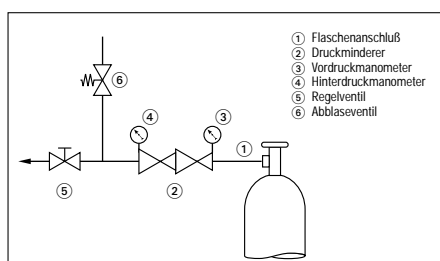 ① Flaschenanschluß
② Druckminderer
③ Vordruckmanometer
④ Hinterdruckmanometer
⑤ Regelventil
⑥ Abblaseventil
⑥
④
③
①
⑤
②